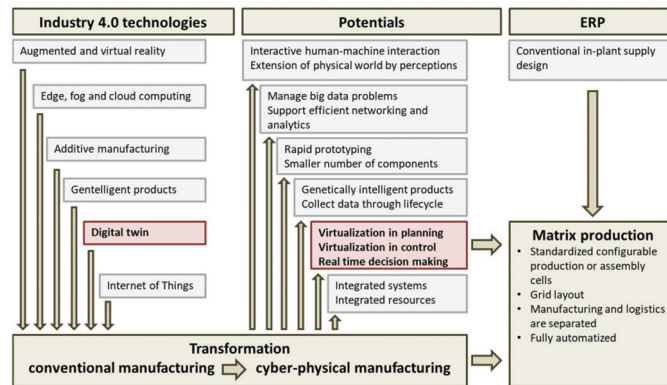 Industry 4.0 technologies
Augmented and virtual reality
Edge, fog and cloud computing
Additive manufacturing
Gentelligent products
Digital twin
Internet of Things
Potentials
Interactive human-machine interaction
Extension of physical world by perceptions
Manage big data problems
Support efficient networking and
analytics
Rapid prototyping
Smaller number of components
Genetically intelligent products
Collect data through lifecycle
Virtualization in planning
Virtualization in control
Real time decision making
Integrated systems
Integrated resources
ERP
Conventional in-plant supply
design
Matrix production
• Standardized configurable
production or assembly
cells
• Grid layout
• Manufacturing and logistics
are separated
• Fully automatized
Transformation
conventional manufacturing cyber-physical manufacturing